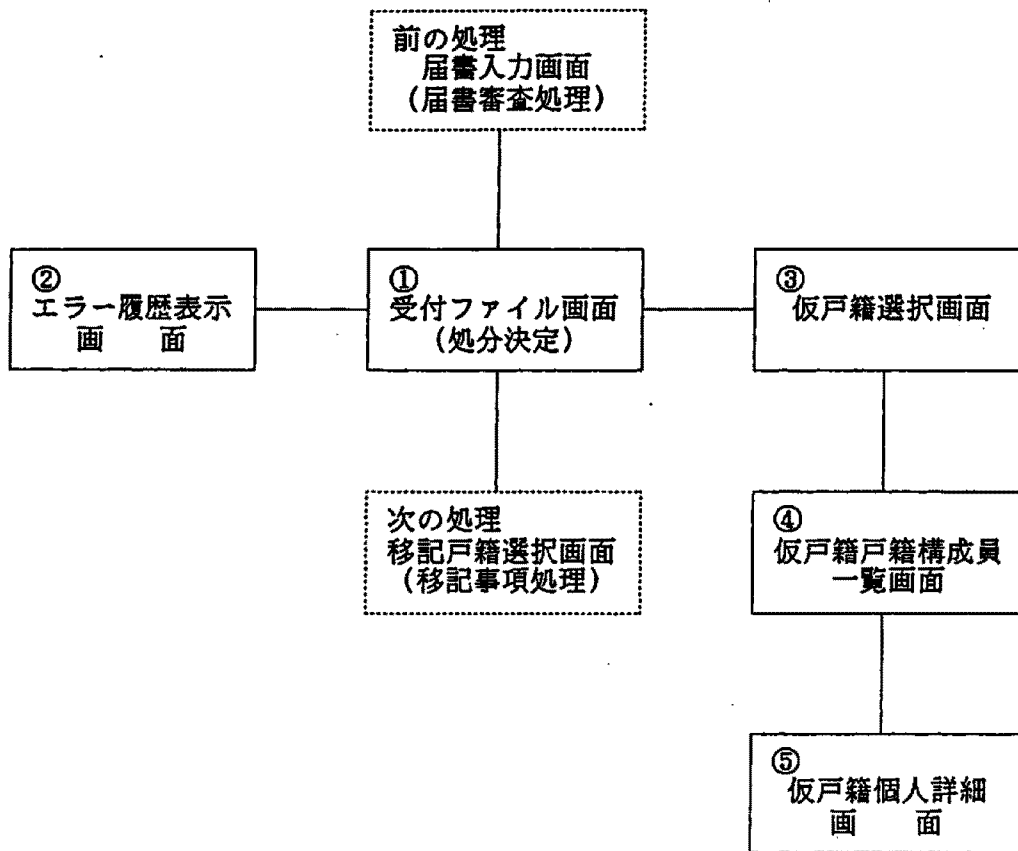 前の処理
届書入力画面
(届書審査処理)
②
エラー履歴表示
画 面
①
受付ファイル画面
(処分決定)
③
仮戸籍選択画面
次の処理
移記戸籍選択画面
(移記事項処理)
④
仮戸籍戸籍構成員
一覧画面
⑤
仮戸籍個人詳細
画 面